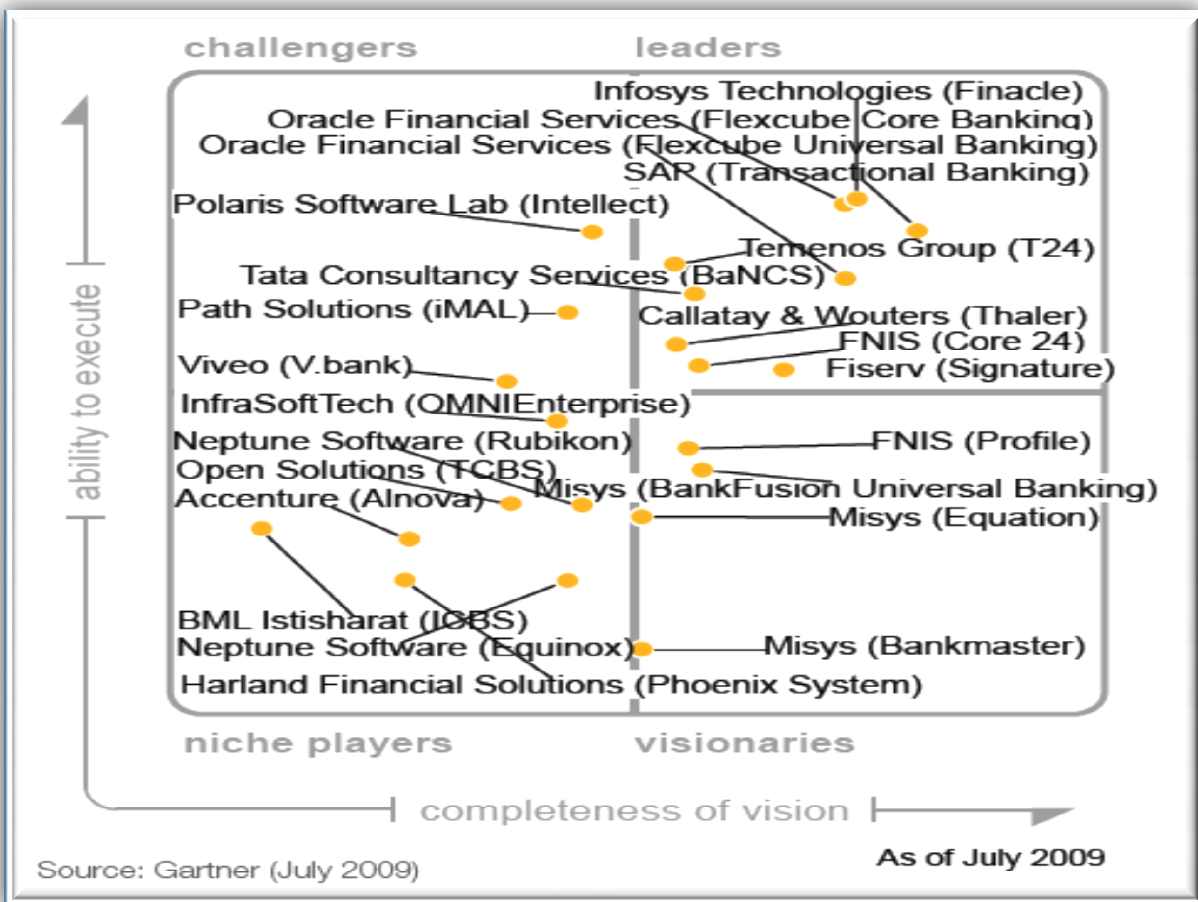 challengers
leaders
Infosys Technologies (Finacle)
Oracle Financial Services (Flexcube Core Banking)
Oracle Financial Services (Flexcube Universal Banking)
SAP (Transactional Banking)
Polaris Software Lab (Intellect)
Temenos Group (T24)
Tata Consultancy Services (BaNCS)
Path Solutions (iMAL)
Callatay & Wouters (Thaler)
FNIS (Core 24)
Viveo (V.bank)
Fiserv (Signature)
InfraSoftTech (OMNIEnterprise)
Neptune Software (Rubikon)
FNIS (Profile)
Open Solutions (TCBS)
Misys (BankFusion Universal Banking)
Accenture (Alnova)
Misys (Equation)
BML Istisharat (ICBS)
Neptune Software (Equinox)
Misys (Bankmaster)
Harland Financial Solutions (Phoenix System)
niche players
visionaries
ability to execute
completeness of vision
As of July 2009
Source: Gartner (July 2009)